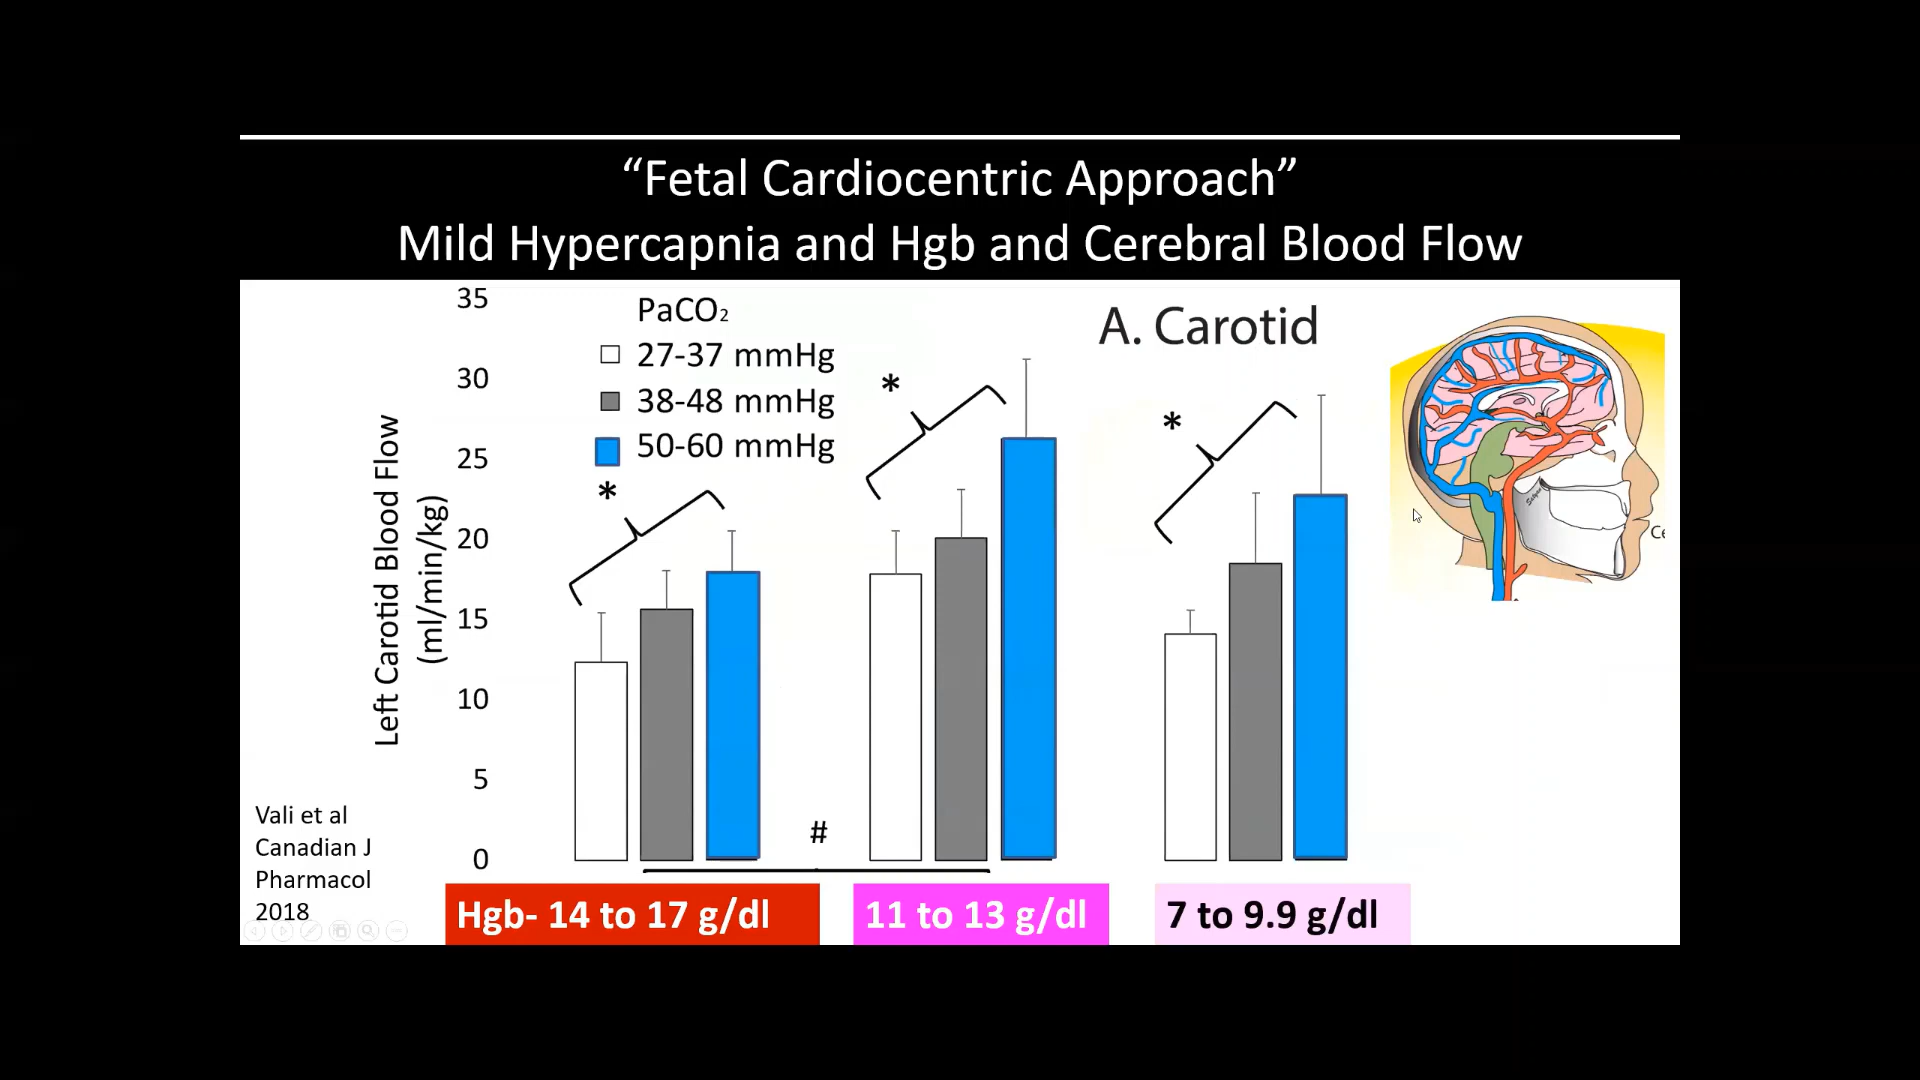 “Fetal Cardiocentric Approach”
Mild Hypercapnia and Hgb and Cerebral Blood Flow
35
30
25
20
15
10
5
0
Left Carotid Blood Flow
(ml/min/kg)
PaCO₂
27-37 mmHg
38-48 mmHg
50-60 mmHg
A. Carotid
*
*
*
#
Ce
Vali et al
Canadian J
Pharmacol
2018
Hgb- 14 to 17 g/dl
11 to 13 g/dl
7 to 9.9 g/dl